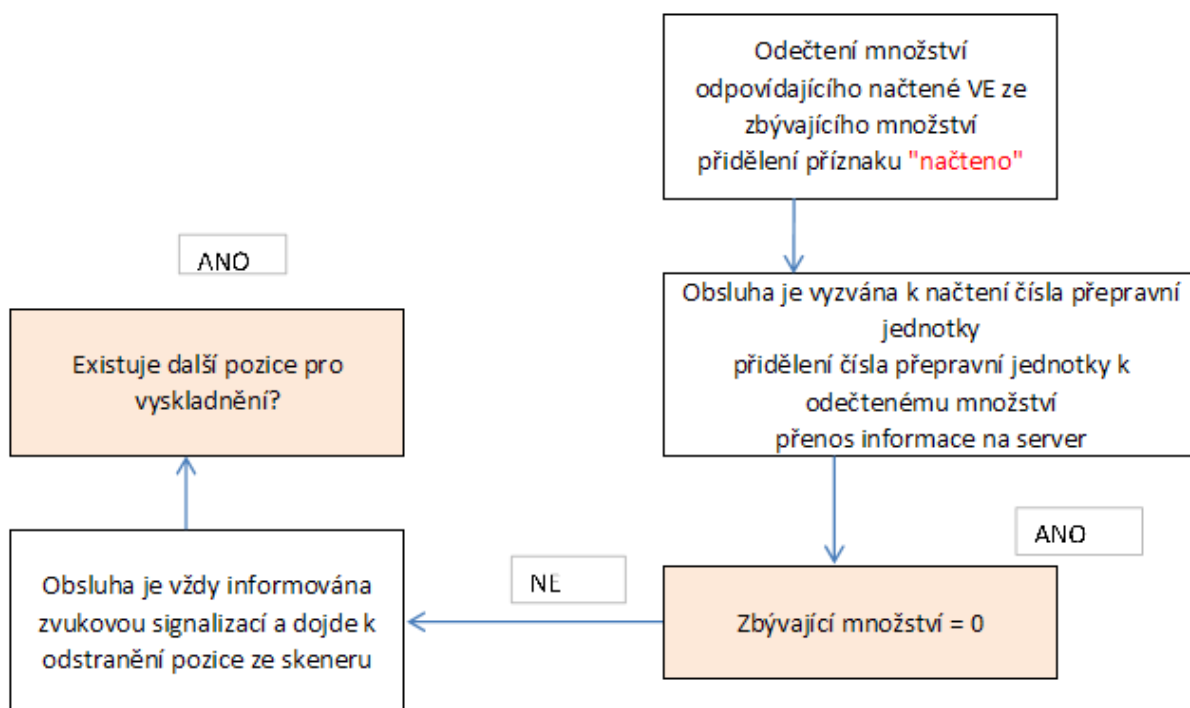 Odečtení množství
odpovídajícího načtené VE ze
zbývajícího množství
přidělení příznaku "načteno"
Obsluha je vyzvána k načtení čísla přepravní
jednotky
přidělení čísla přepravní jednotky k
odečtenému množství
přenos informace na server
ANO
Zbývající množství = 0
NE
Obsluha je vždy informována
zvukovou signalizací a dojde k
odstranění pozice ze skeneru
ANO
Existuje další pozice pro
vyskladnění?